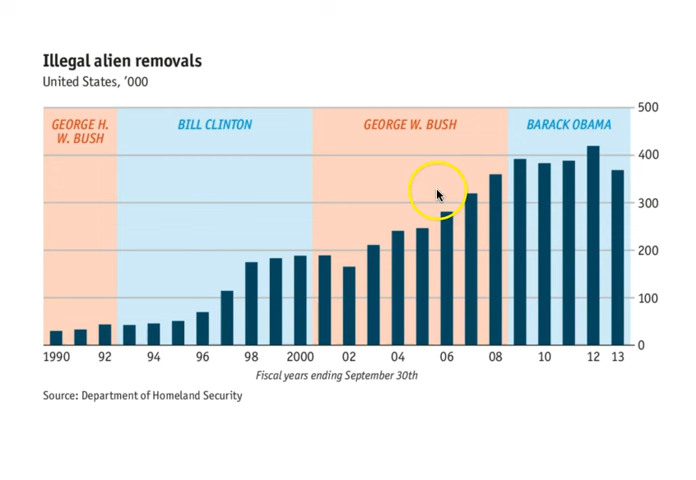 Illegal alien removals
United States, ’000
500
GEORGE H.
W. BUSH
BILL CLINTON
GEORGE W. BUSH
BARACK OBAMA
400
300
200
100
0
1990 92 94 96 98 2000 02 04 06 08 10 12 13
Fiscal years ending September 30th
Source: Department of Homeland Security